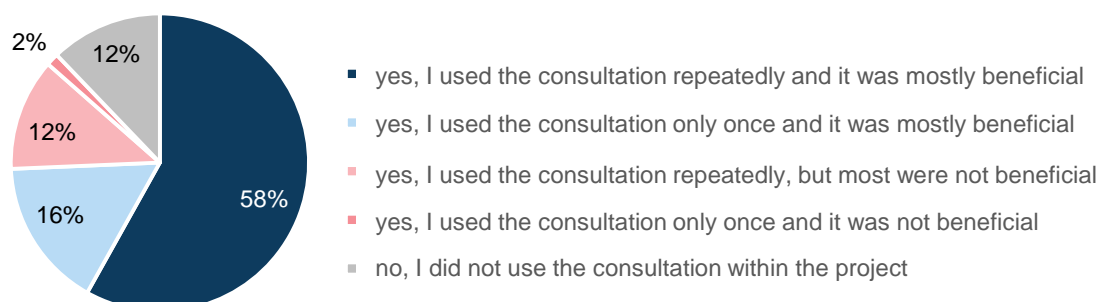 2%
12%
12%
16%
58%
yes, I used the consultation repeatedly and it was mostly beneficial
yes, I used the consultation only once and it was mostly beneficial
yes, I used the consultation repeatedly, but most were not beneficial
yes, I used the consultation only once and it was not beneficial
no, I did not use the consultation within the project